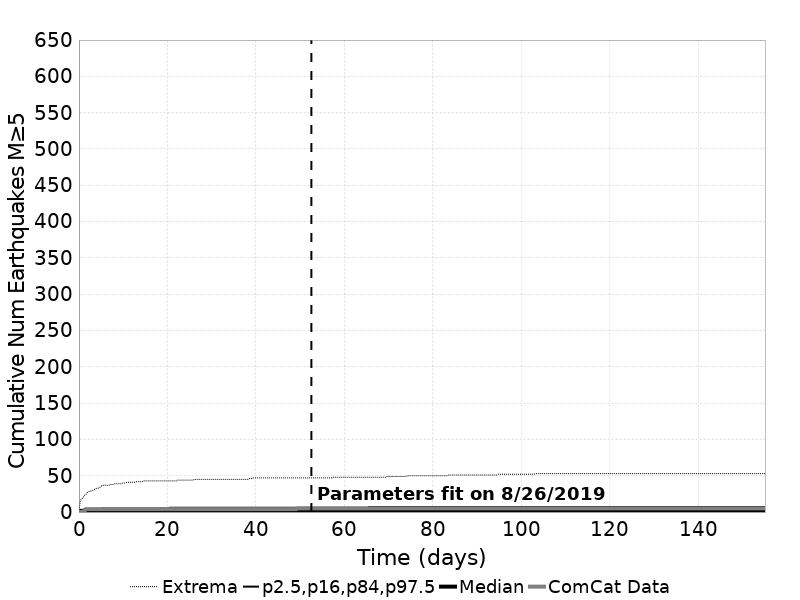 650
600
550
500
450
400
350
300
250
200
150
100
50
0
Cumulative Num Earthquakes M≥5
Parameters fit on 8/26/2019
0 20 40 60 80 100 120 140
Time (days)
Extrema p2.5,p16,p84,p97.5 Median ComCat Data